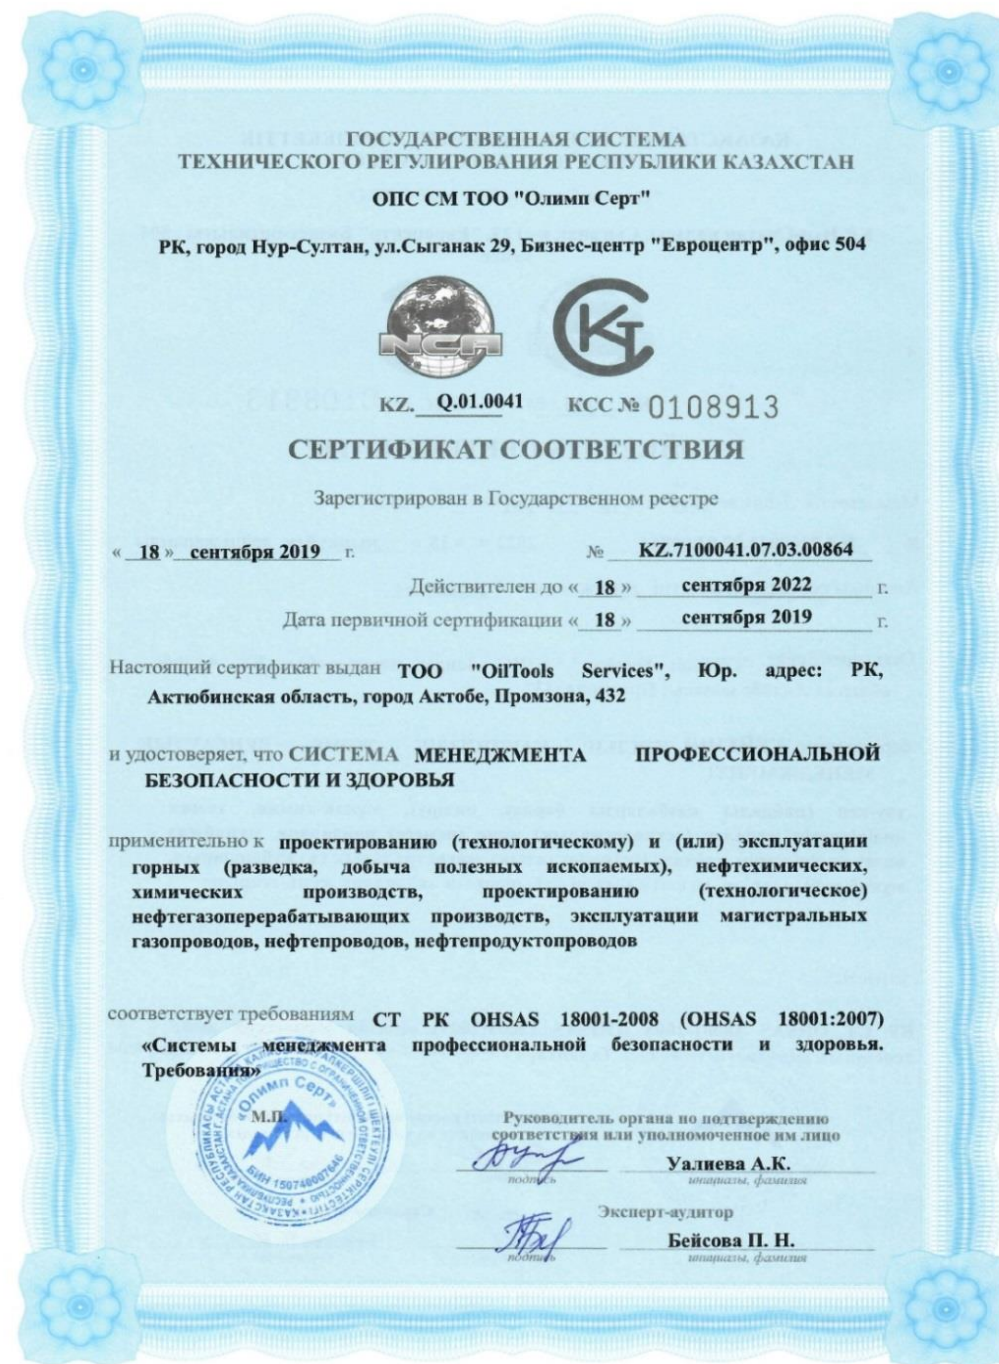 ГОСУДАРСТВЕННАЯ СИСТЕМА
ТЕХНИЧЕСКОГО РЕГУЛИРОВАНИЯ РЕСПУБЛИКИ КАЗАХСТАН
ОПС СМ ТОО "Олимп Серт"
РК, город Нур-Султан, ул.Сыганак 29, Бизнес-центр "Евроцентр", офис 504
NCA
КТ
KZ. Q.01.0041 КСС № 0108913
СЕРТИФИКАТ СООТВЕТСТВИЯ
Зарегистрирован в Государственном реестре
« 18 » сентября 2019 г. № KZ.7100041.07.03.00864
Действителен до « 18 » сентября 2022 г.
Дата первичной сертификации « 18 » сентября 2019 г.
Настоящий сертификат выдан ТОО "OilTools Services", Юр. адрес: РК,
Актюбинская область, город Актобе, Промзона, 432
и удостоверяет, что СИСТЕМА МЕНЕДЖМЕНТА ПРОФЕССИОНАЛЬНОЙ
БЕЗОПАСНОСТИ И ЗДОРОВЬЯ
применительно к проектированию (технологическому) и (или) эксплуатации
горных (разведка, добыча полезных ископаемых), нефтехимических,
химических производств, проектированию (технологическое)
нефтегазоперерабатывающих производств, эксплуатации магистральных
газопроводов, нефтепроводов, нефтепродуктопроводов
соответствует требованиям СТ РК OHSAS 18001-2008 (OHSAS 18001:2007)
«Системы менеджмента профессиональной безопасности и здоровья.
Требования»
М.П.
«Олимп Серт»
БИН 150740007646
Руководитель органа по подтверждению
соответствия или уполномоченное им лицо
Уалиева А.К.
подпись инициалы, фамилия
Эксперт-аудитор
Бейсова П. Н.
подпись инициалы, фамилия